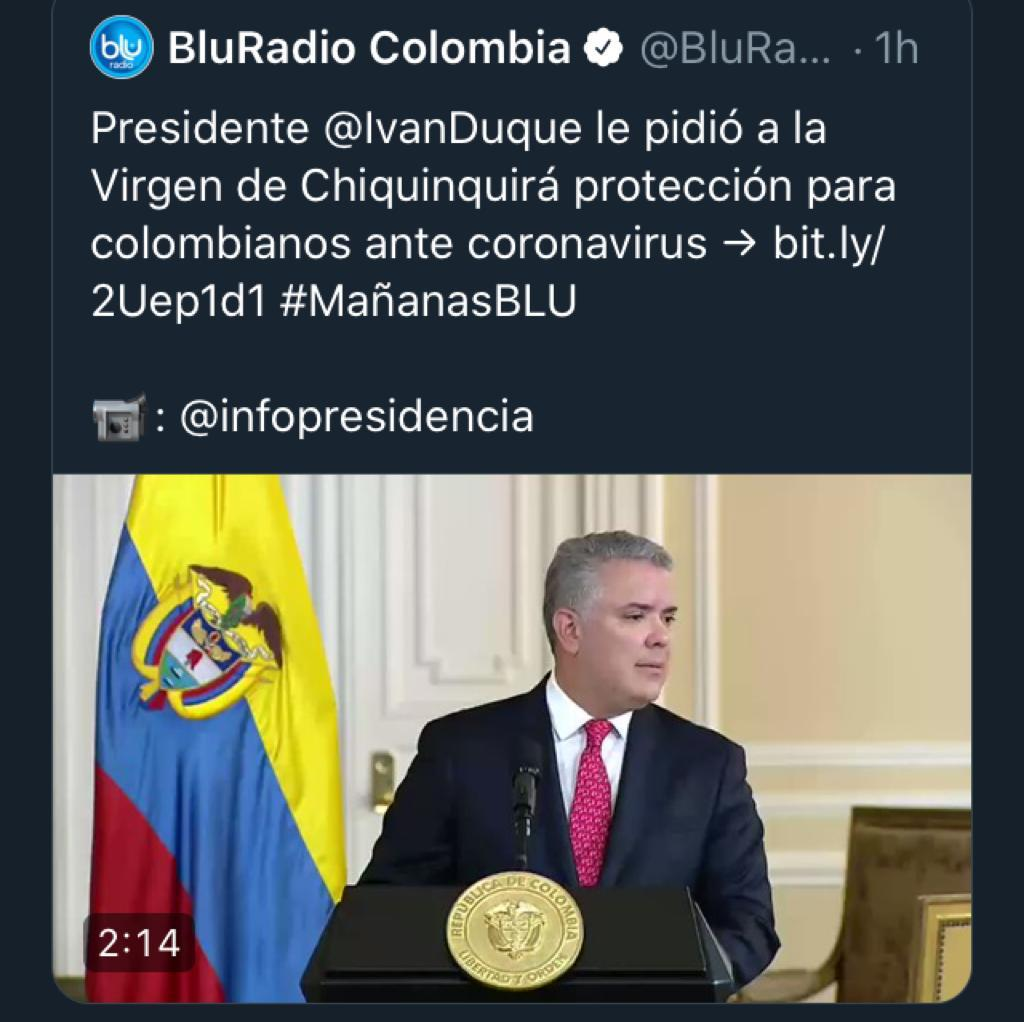 blu
radio
BluRadio Colombia @BluRa... · 1h
Presidente @IvanDuque le pidió a la
Virgen de Chiquinquirá protección para
colombianos ante coronavirus → bit.ly/
2Uep1d1 #MañanasBLU
: @infopresidencia
REPUBLICA DE COLOMBIA
LIBERTAD Y ORDEN
2:14